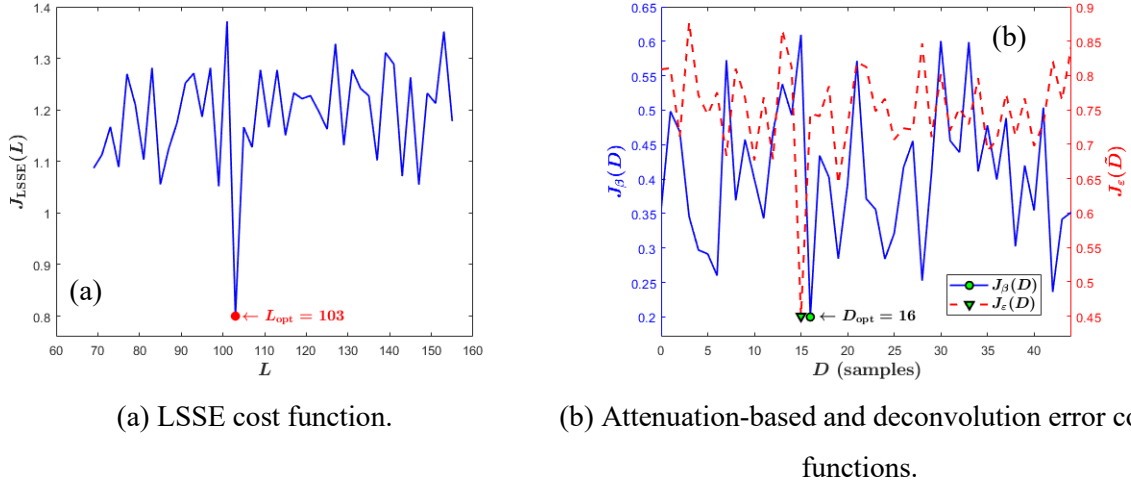 1.4
1.3
1.2
1.1
1
0.9
0.8
J_LSSE(L)
(a)
← L_opt = 103
60 70 80 90 100 110 120 130 140 150 160
L
0.65
0.6
0.55
0.5
0.45
0.4
0.35
0.3
0.25
0.2
J_β(D)
(b)
0.9
0.85
0.8
0.75
0.7
0.65
0.6
0.55
0.5
0.45
J_ε(D̃)
J_β(D)
J_ε(D)
← D_opt = 16
0 5 10 15 20 25 30 35 40
D (samples)
(a) LSSE cost function.
(b) Attenuation-based and deconvolution error co
functions.